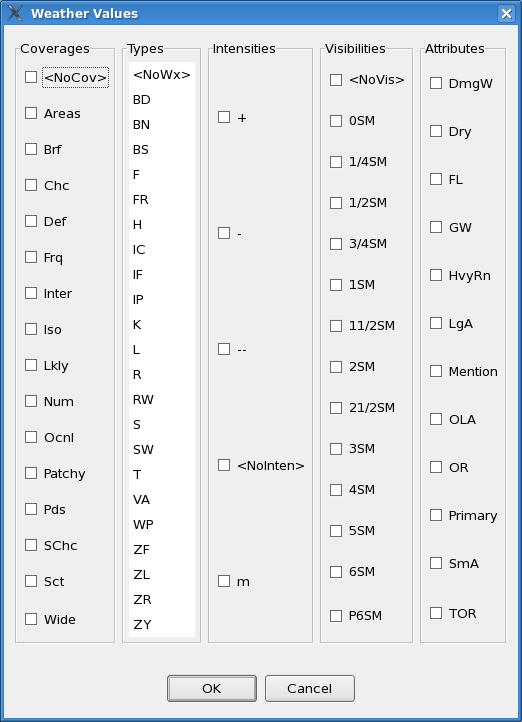 Weather Values
Coverages
<NoCov>
Areas
Brf
Chc
Def
Frq
Inter
Iso
Lkly
Num
Ocnl
Patchy
Pds
SChc
Sct
Wide
Types
<NoWx>
BD
BN
BS
F
FR
H
IC
IF
IP
K
L
R
RW
S
SW
T
VA
WP
ZF
ZL
ZR
ZY
Intensities
+
-
--
<NoInten>
m
Visibilities
<NoVis>
0SM
1/4SM
1/2SM
3/4SM
1SM
11/2SM
2SM
21/2SM
3SM
4SM
5SM
6SM
P6SM
Attributes
DmgW
Dry
FL
GW
HvyRn
LgA
Mention
OLA
OR
Primary
SmA
TOR
OK
Cancel